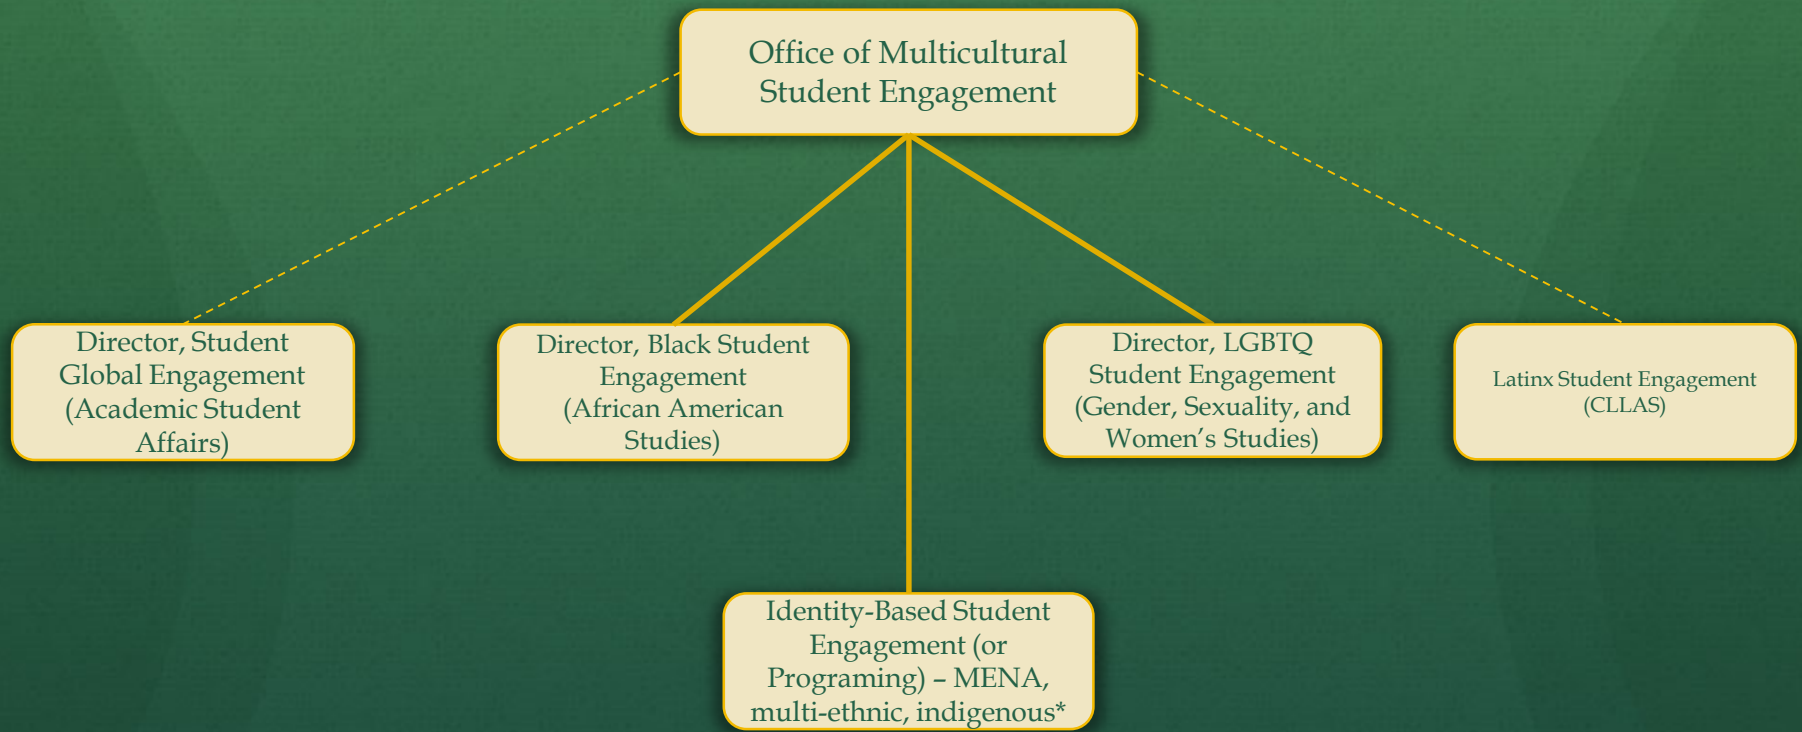 Office of Multicultural
Student Engagement
Director, Student
Global Engagement
(Academic Student
Affairs)
Director, Black Student
Engagement
(African American
Studies)
Director, LGBTQ
Student Engagement
(Gender, Sexuality, and
Women’s Studies)
Latinx Student Engagement
(CLLAS)
Identity-Based Student
Engagement (or
Programing) – MENA,
multi-ethnic, indigenous*